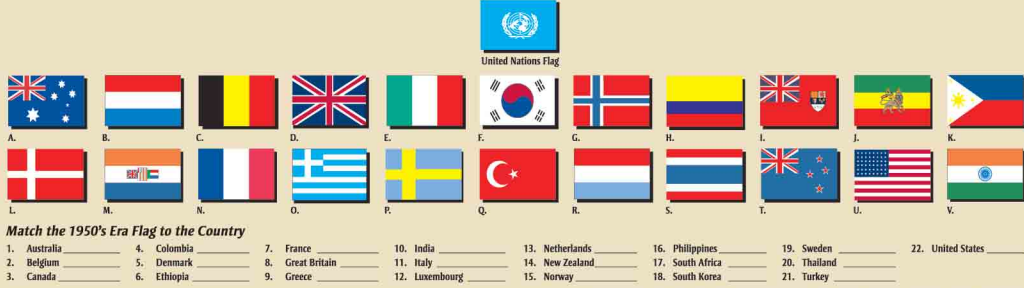 United Nations Flag
A. B. C. D. E. F. G. H. I. J. K.
L. M. N. O. P. Q. R. S. T. U. V.
Match the 1950's Era Flag to the Country
1. Australia 4. Colombia 7. France 10. India 13. Netherlands 16. Philippines 19. Sweden 22. United States
2. Belgium 5. Denmark 8. Great Britain 11. Italy 14. New Zealand 17. South Africa 20. Thailand
3. Canada 6. Ethiopia 9. Greece 12. Luxembourg 15. Norway 18. South Korea 21. Turkey